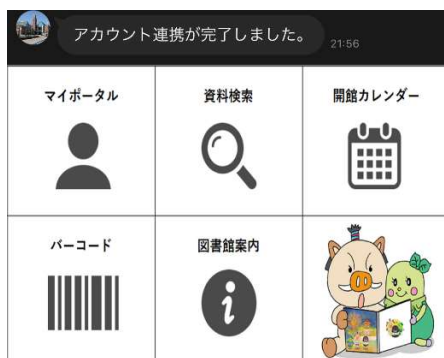 アカウント連携が完了しました。
21:56
マイポータル
資料検索
開館カレンダー
バーコード
図書館案内